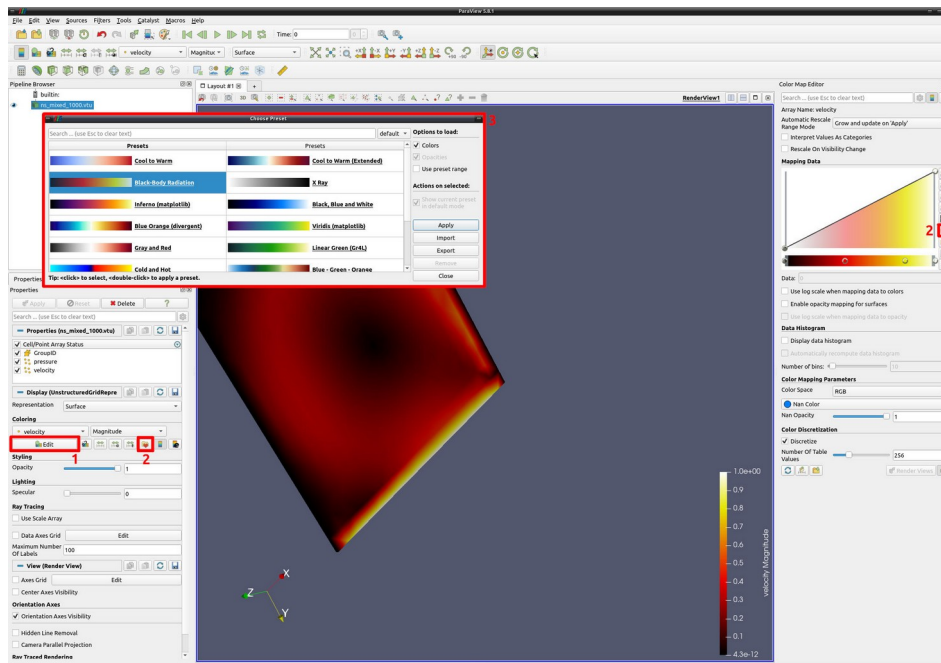 ParaView 5.8.1
File Edit View Sources Filters Tools Catalyst Macros Help
Time: 0
velocity Magnituc Surface
Pipeline Browser
builtin:
ns_mixed_1000.vtu
Layout #1
RenderView1
3
Choose Preset
Search ... (use Esc to clear text) default
Presets Presets
Cool to Warm Cool to Warm (Extended)
Black-Body Radiation X Ray
Inferno (matplotlib) Black, Blue and White
Blue Orange (divergent) Viridis (matplotlib)
Gray and Red Linear Green (Gr4L)
Cold and Hot Blue - Green - Orange
Tip: <click> to select, <double-click> to apply a preset.
Options to load:
Colors
Opacities
Use preset range
Actions on selected:
Show current preset
in default mode
Apply
Import
Export
Remove
Close
Properties
Properties
Apply Reset Delete ?
Search ... (use Esc to clear text)
Properties (ns_mixed_1000.vtu)
Cell/Point Array Status
GroupID
pressure
velocity
Display (UnstructuredGridRepre
Representation Surface
Coloring
velocity Magnitude
Edit
1 2
Styling
Opacity 1
Lighting
Specular 0
Ray Tracing
Use Scale Array
Data Axes Grid Edit
Maximum Number
Of Labels 100
View (Render View)
Axes Grid Edit
Center Axes Visibility
Orientation Axes
Orientation Axes Visibility
Hidden Line Removal
Camera Parallel Projection
Ray Traced Rendering
X
Z
Y
1.0e+00
0.9
0.8
0.7
0.6
0.5
0.4
0.3
0.2
0.1
4.3e-12
velocity Magnitude
Color Map Editor
Search ... (use Esc to clear text)
Array Name: velocity
Automatic Rescale
Range Mode Grow and update on 'Apply'
Interpret Values As Categories
Rescale On Visibility Change
Mapping Data
2
Data: 0
Use log scale when mapping data to colors
Enable opacity mapping for surfaces
Use log scale when mapping data to opacity
Data Histogram
Display data histogram
Automatically recompute data histogram
Number of bins: 10
Color Mapping Parameters
Color Space RGB
Nan Color
Nan Opacity 1
Color Discretization
Discretize
Number Of Table
Values 256
Render Views